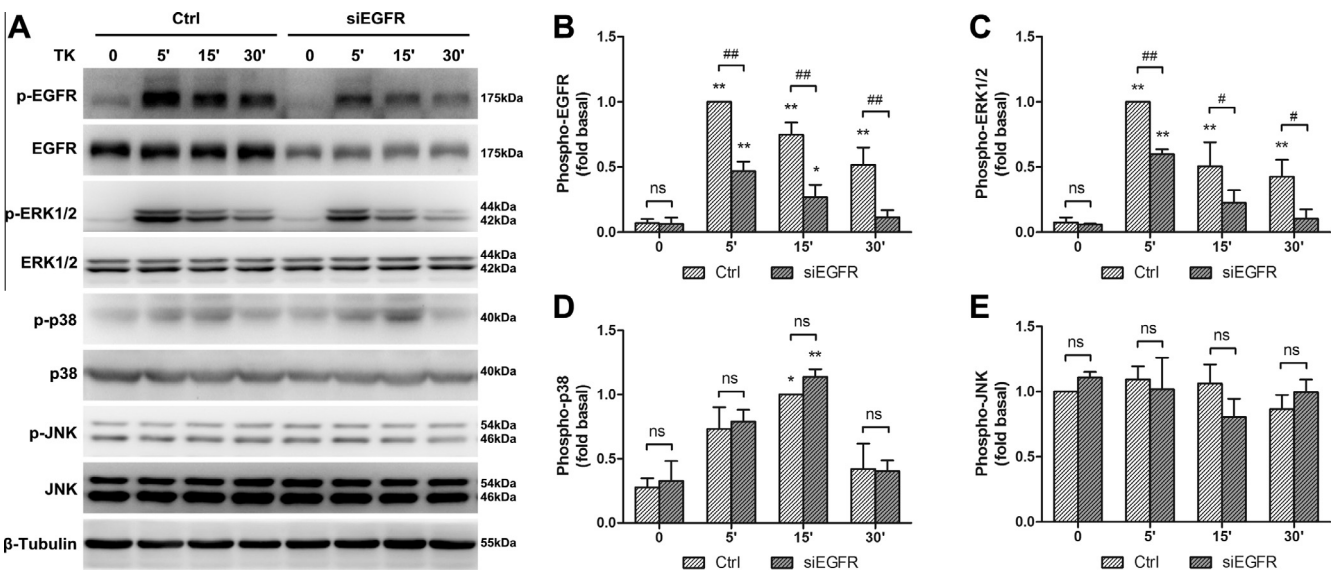 A
Ctrl siEGFR
TK 0 5' 15' 30' 0 5' 15' 30'
p-EGFR 175kDa
EGFR 175kDa
p-ERK1/2 44kDa
42kDa
ERK1/2 44kDa
42kDa
p-p38 40kDa
p38 40kDa
p-JNK 54kDa
46kDa
JNK 54kDa
46kDa
β-Tubulin 55kDa
B
Phospho-EGFR
(fold basal)
1.5
1.0
0.5
0.0
ns
** ** ##
** * ##
** ##
0 5' 15' 30'
Ctrl siEGFR
C
Phospho-ERK1/2
(fold basal)
1.5
1.0
0.5
0.0
ns
** ** ##
** #
** #
0 5' 15' 30'
Ctrl siEGFR
D
Phospho-p38
(fold basal)
1.5
1.0
0.5
0.0
ns
ns
* ** ns
ns
0 5' 15' 30'
Ctrl siEGFR
E
Phospho-JNK
(fold basal)
1.5
1.0
0.5
0.0
ns ns ns ns
0 5' 15' 30'
Ctrl siEGFR